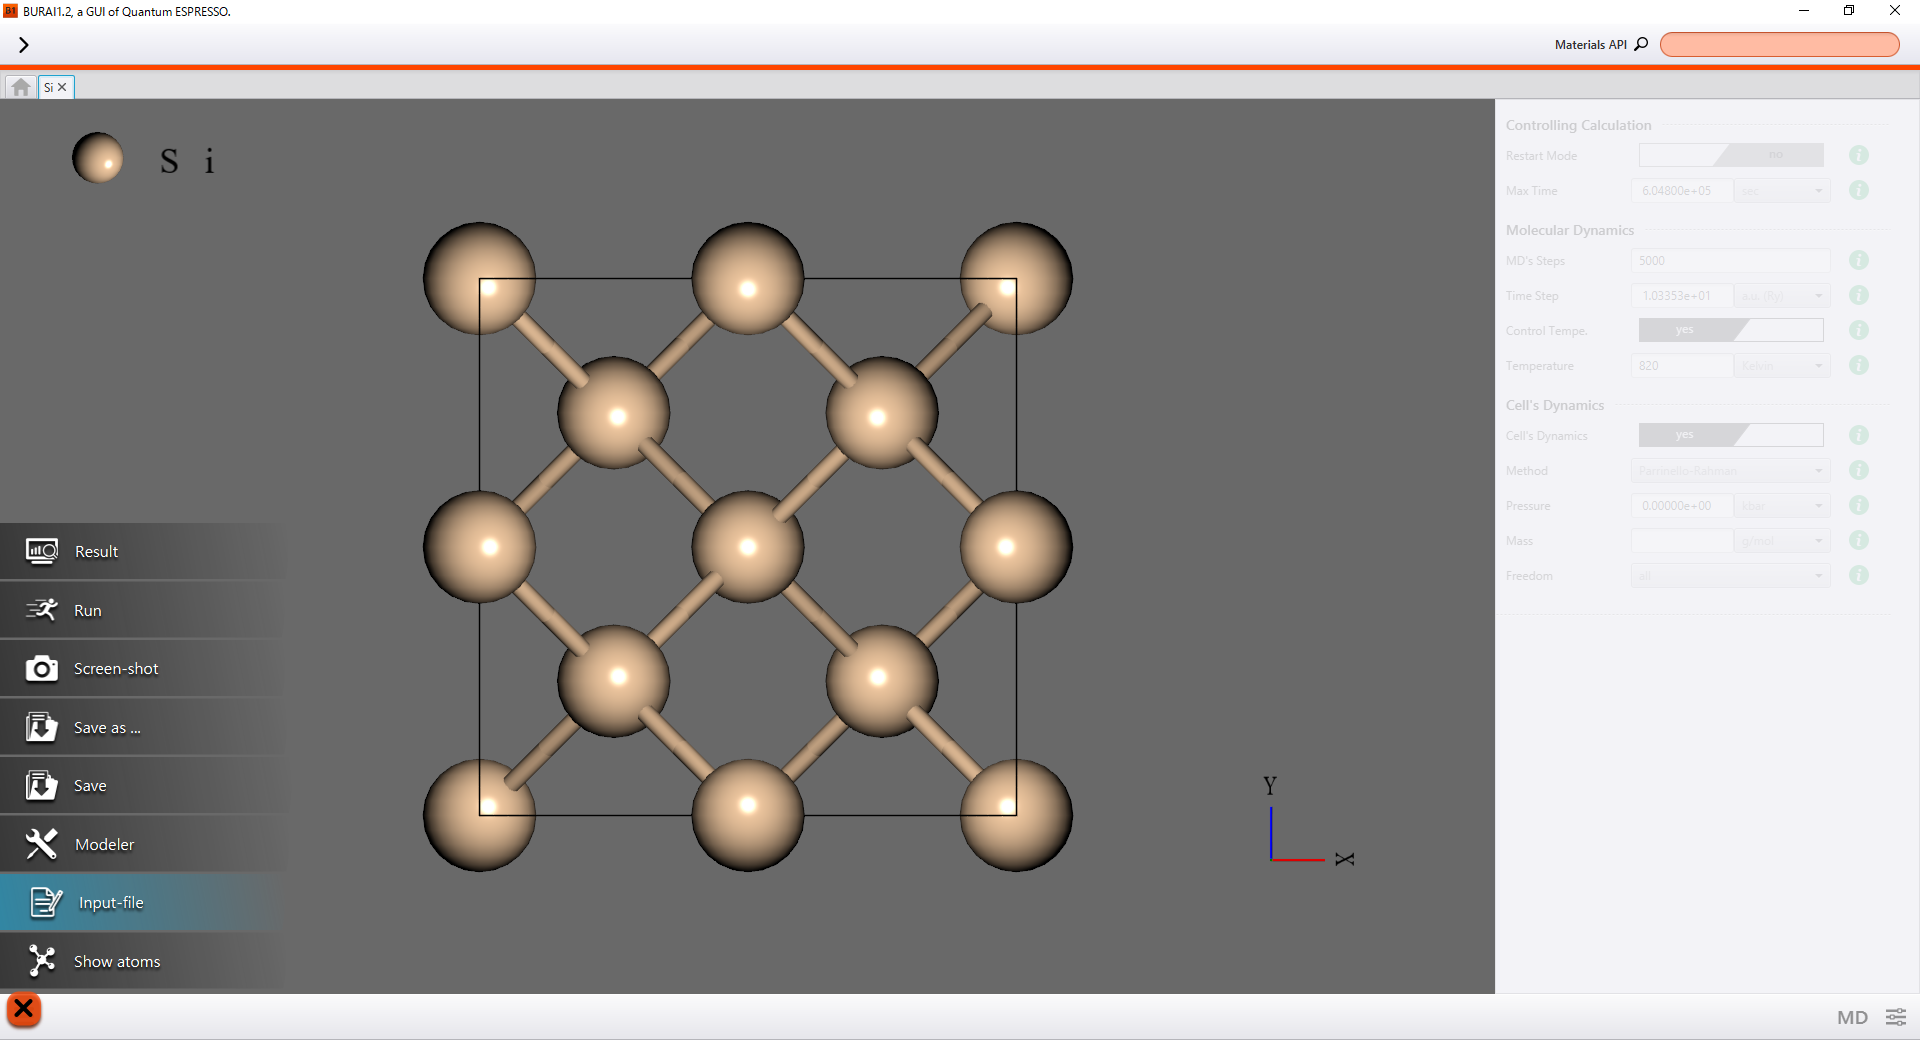 BURAI1.2, a GUI of Quantum ESPRESSO.
Materials API
Si
S i
Controlling Calculation
Restart Mode
no
Max Time
6.04800e+05
sec
Molecular Dynamics
MD's Steps
5000
Time Step
1.03353e+01
a.u. (Ry)
Control Tempe.
yes
Temperature
820
Kelvin
Cell's Dynamics
Cell's Dynamics
yes
Method
Parrinello-Rahman
Pressure
0.00000e+00
kbar
Mass
g/mol
Freedom
all
Result
Run
Screen-shot
Save as ...
Save
Modeler
Input-file
Show atoms
Y
X
MD